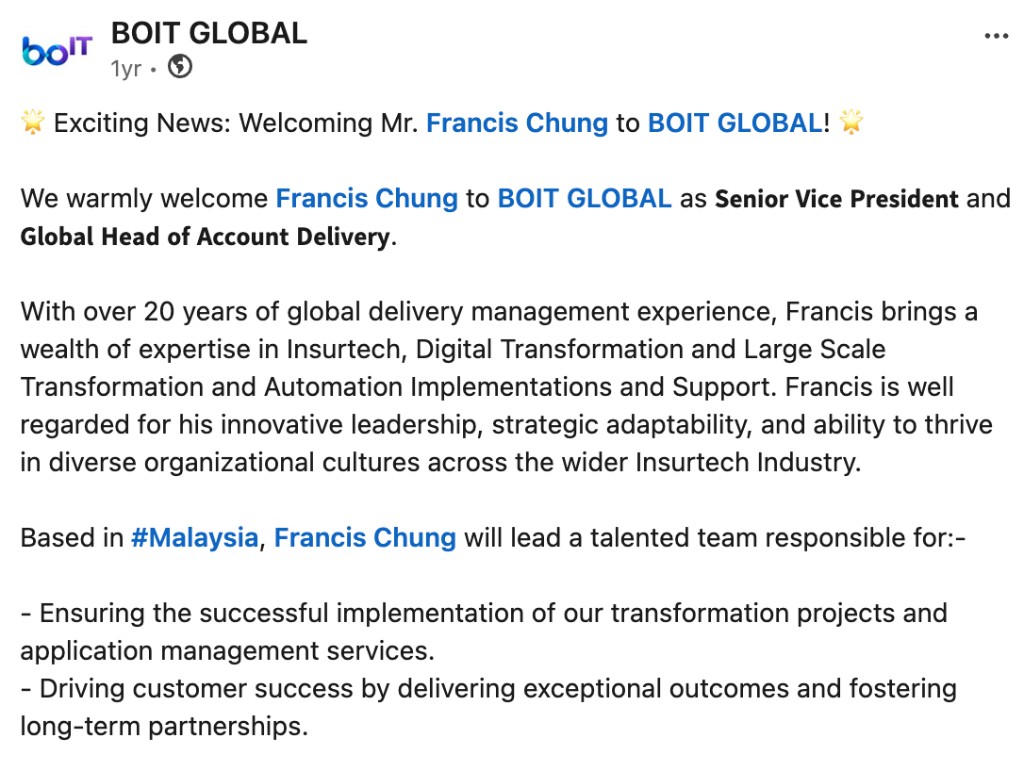 boIT
BOIT GLOBAL
...
1yr •
🌟 Exciting News: Welcoming Mr. Francis Chung to BOIT GLOBAL! 🌟
We warmly welcome Francis Chung to BOIT GLOBAL as Senior Vice President and
Global Head of Account Delivery.
With over 20 years of global delivery management experience, Francis brings a
wealth of expertise in Insurtech, Digital Transformation and Large Scale
Transformation and Automation Implementations and Support. Francis is well
regarded for his innovative leadership, strategic adaptability, and ability to thrive
in diverse organizational cultures across the wider Insurtech Industry.
Based in #Malaysia, Francis Chung will lead a talented team responsible for:-
- Ensuring the successful implementation of our transformation projects and
application management services.
- Driving customer success by delivering exceptional outcomes and fostering
long-term partnerships.